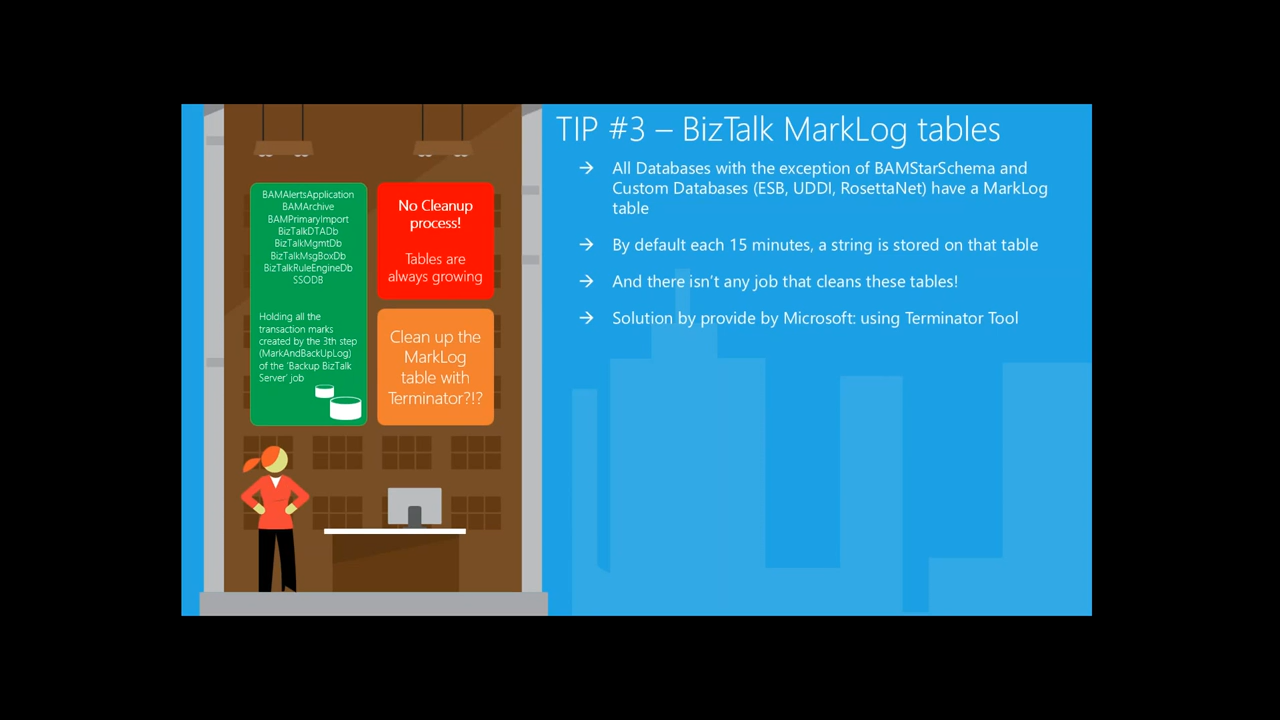 TIP #3 – BizTalk MarkLog tables
All Databases with the exception of BAMStarSchema and
Custom Databases (ESB, UDDI, RosettaNet) have a MarkLog
table
By default each 15 minutes, a string is stored on that table
And there isn't any job that cleans these tables!
Solution by provide by Microsoft: using Terminator Tool
BAMAlertsApplication
BAMArchive
BAMPrimaryImport
BizTalkDTADb
BizTalkMgmtDb
BizTalkMsgBoxDb
BizTalkRuleEngineDb
SSODB
Holding all the
transaction marks
created by the 3th step
(MarkAndBackUpLog)
of the 'Backup BizTalk
Server' job
No Cleanup
process!
Tables are
always growing
Clean up the
MarkLog
table with
Terminator?!?